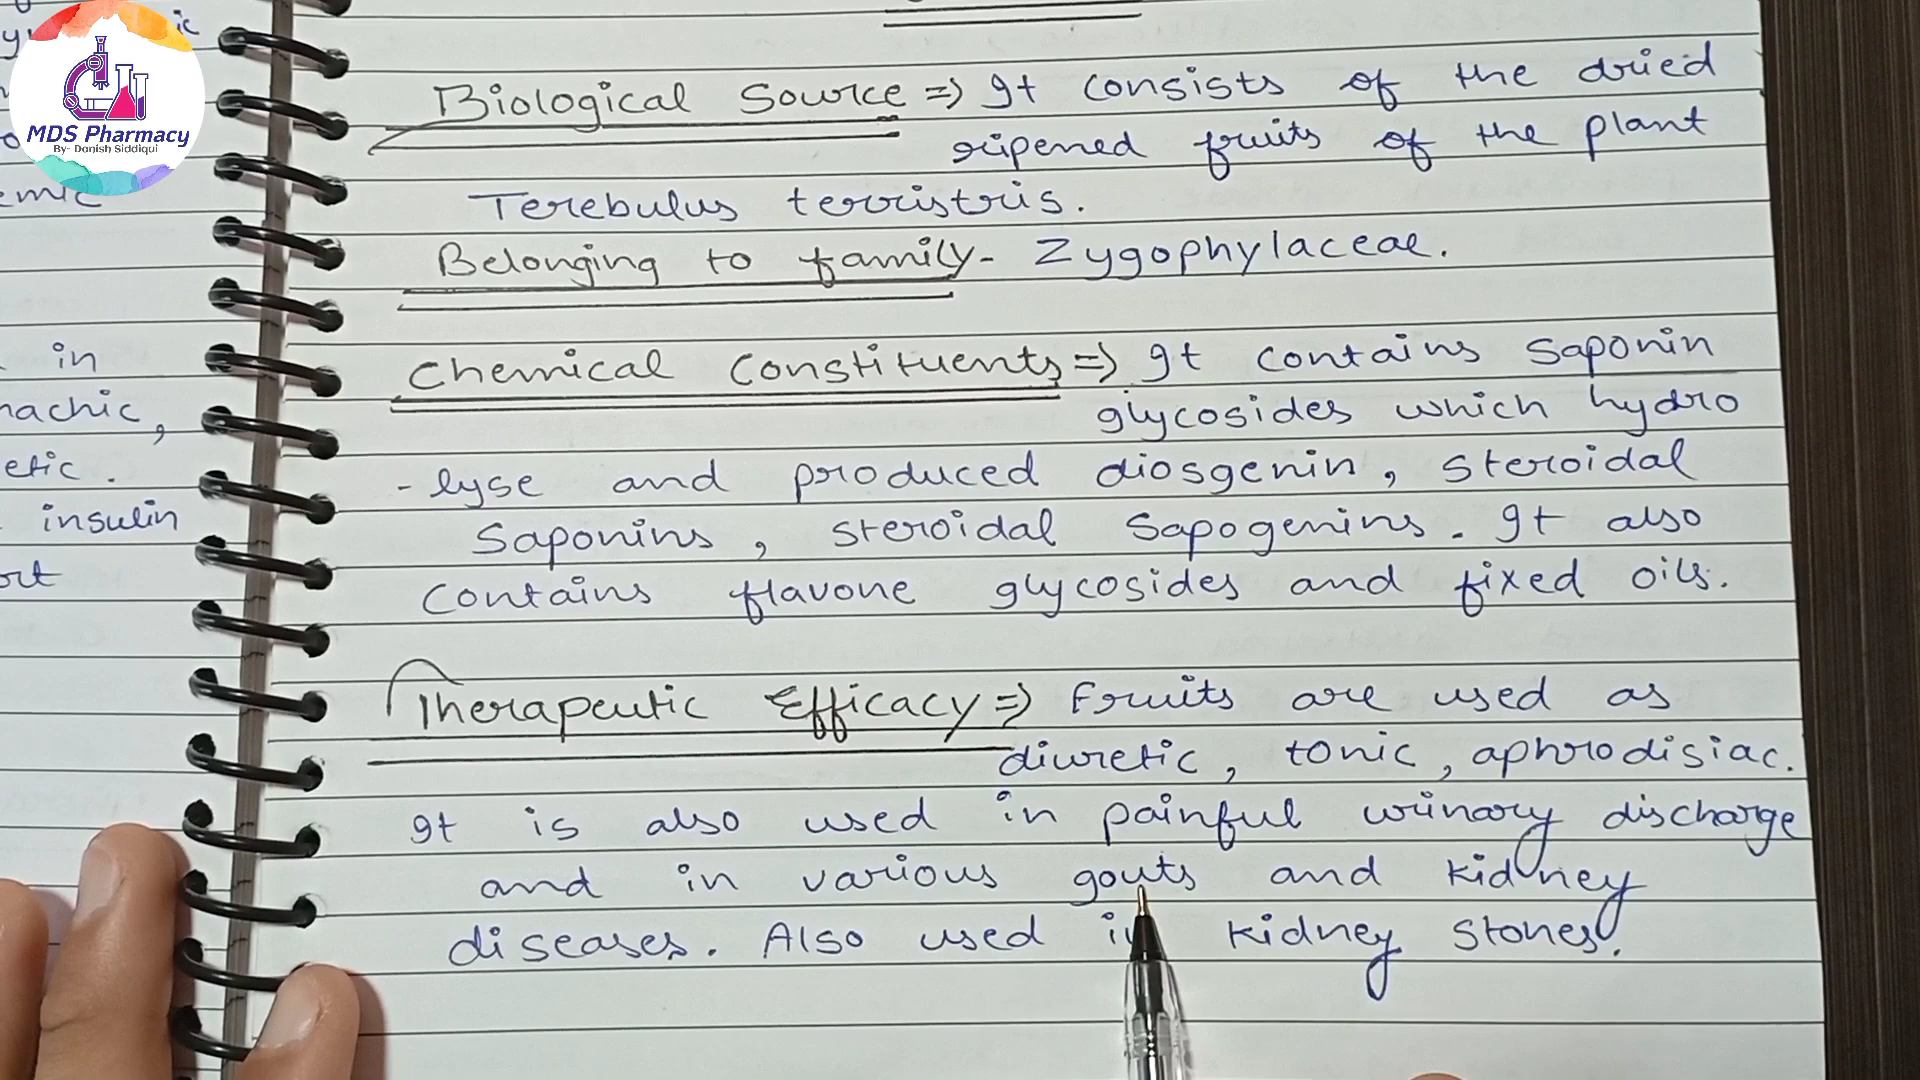 MDS Pharmacy
By- Danish Siddiqui
ic
emic
in
machic,
etic.
insulin
ort
Biological Source => It consists of the dried
ripened fruits of the plant
Terebulus terristris.
Belonging to family- Zygophylaceae.
Chemical Constituents => It contains Saponin
glycosides which hydro
-lyse and produced diosgenin, steroidal
Saponins, steroidal Sapogenins. It also
contains flavone glycosides and fixed oils.
Therapeutic Efficacy => Fruits are used as
diuretic, tonic, aphrodisiac.
It is also used in painful urinary discharge
and in various gouts and kidney
diseases. Also used in kidney stones.